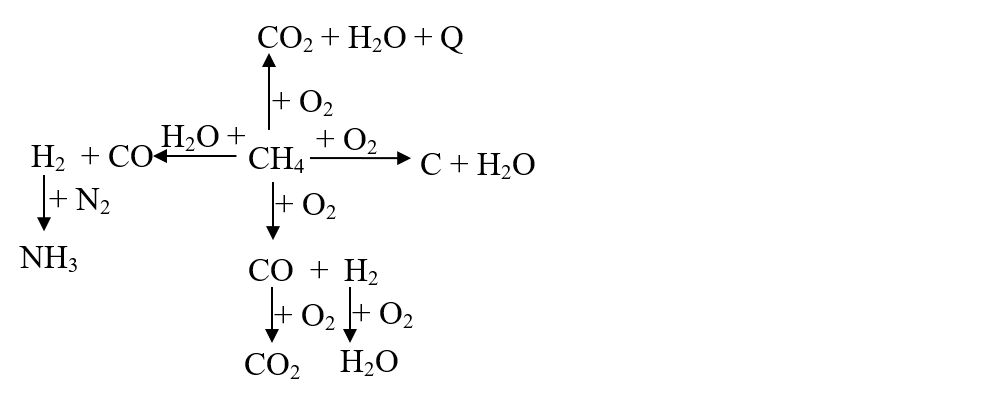 CO₂ + H₂O + Q
+ O₂
H₂O + + O₂
H₂ + CO CH₄ C + H₂O
+ N₂ + O₂
NH₃
CO + H₂
+ O₂ + O₂
CO₂ H₂O